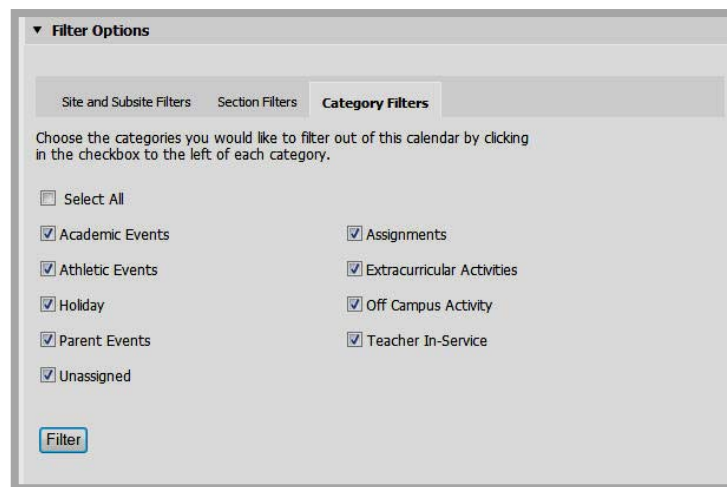 Filter Options
Site and Subsite Filters Section Filters Category Filters
Choose the categories you would like to filter out of this calendar by clicking
in the checkbox to the left of each category.
Select All
Academic Events Assignments
Athletic Events Extracurricular Activities
Holiday Off Campus Activity
Parent Events Teacher In-Service
Unassigned
Filter